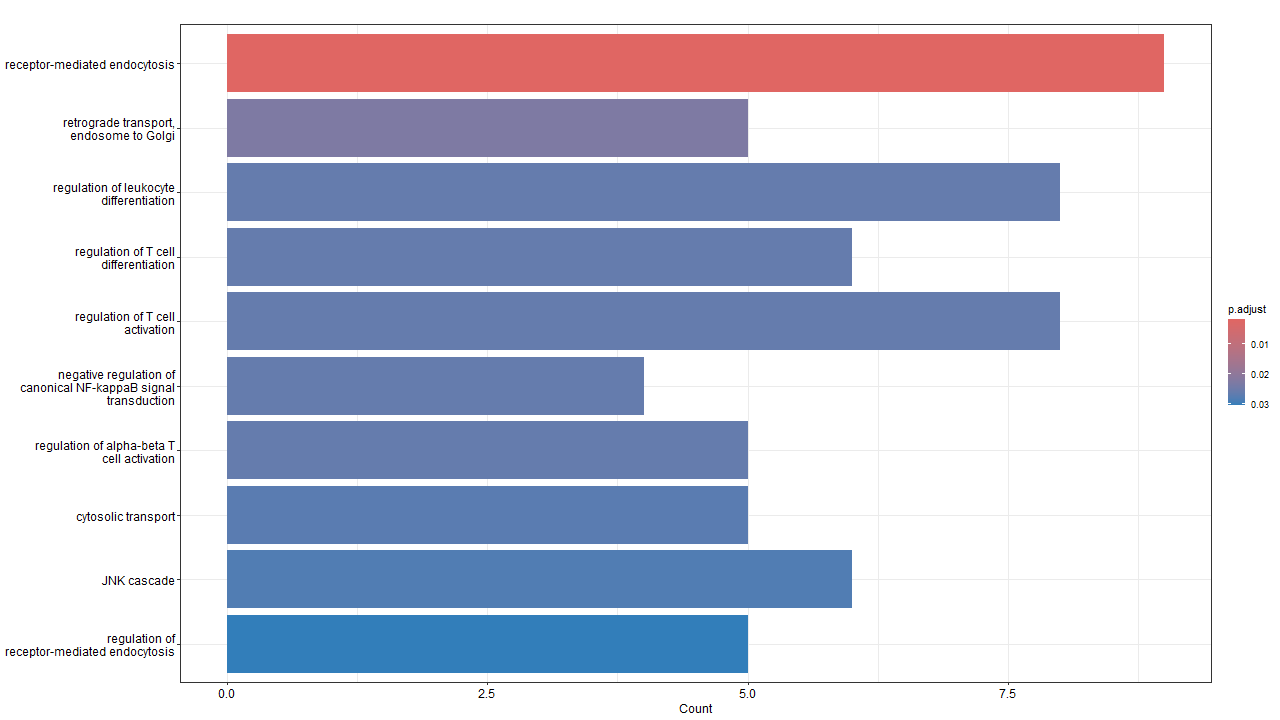 receptor-mediated endocytosis
retrograde transport,
endosome to Golgi
regulation of leukocyte
differentiation
regulation of T cell
differentiation
regulation of T cell
activation
negative regulation of
canonical NF-kappaB signal
transduction
regulation of alpha-beta T
cell activation
cytosolic transport
JNK cascade
regulation of
receptor-mediated endocytosis
0.0
2.5
5.0
7.5
Count
p.adjust
0.01
0.02
0.03